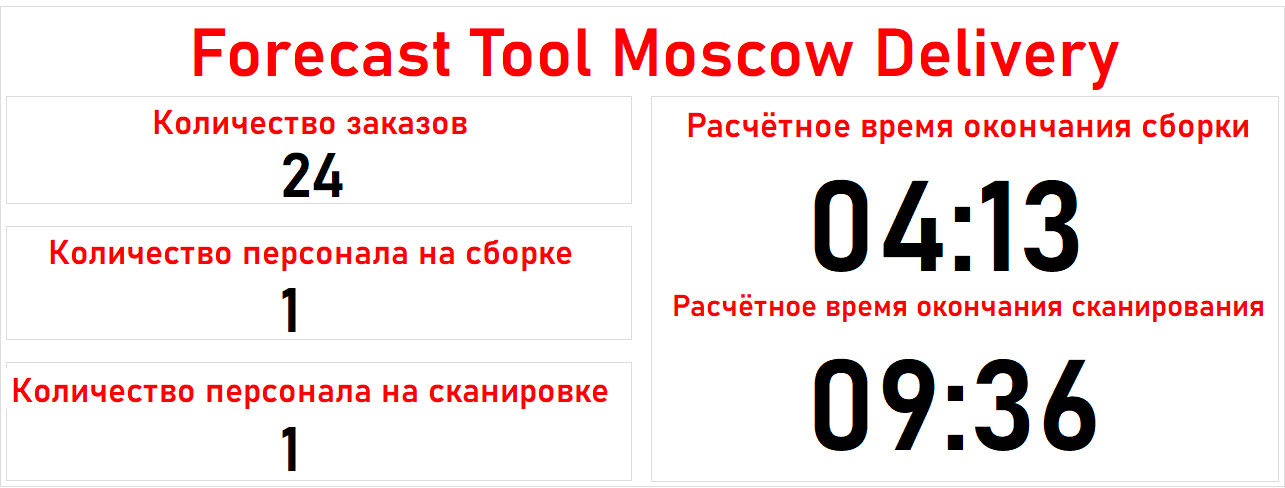 Forecast Tool Moscow Delivery
Количество заказов
24
Количество персонала на сборке
1
Количество персонала на сканировке
1
Расчётное время окончания сборки
04:13
Расчётное время окончания сканирования
09:36